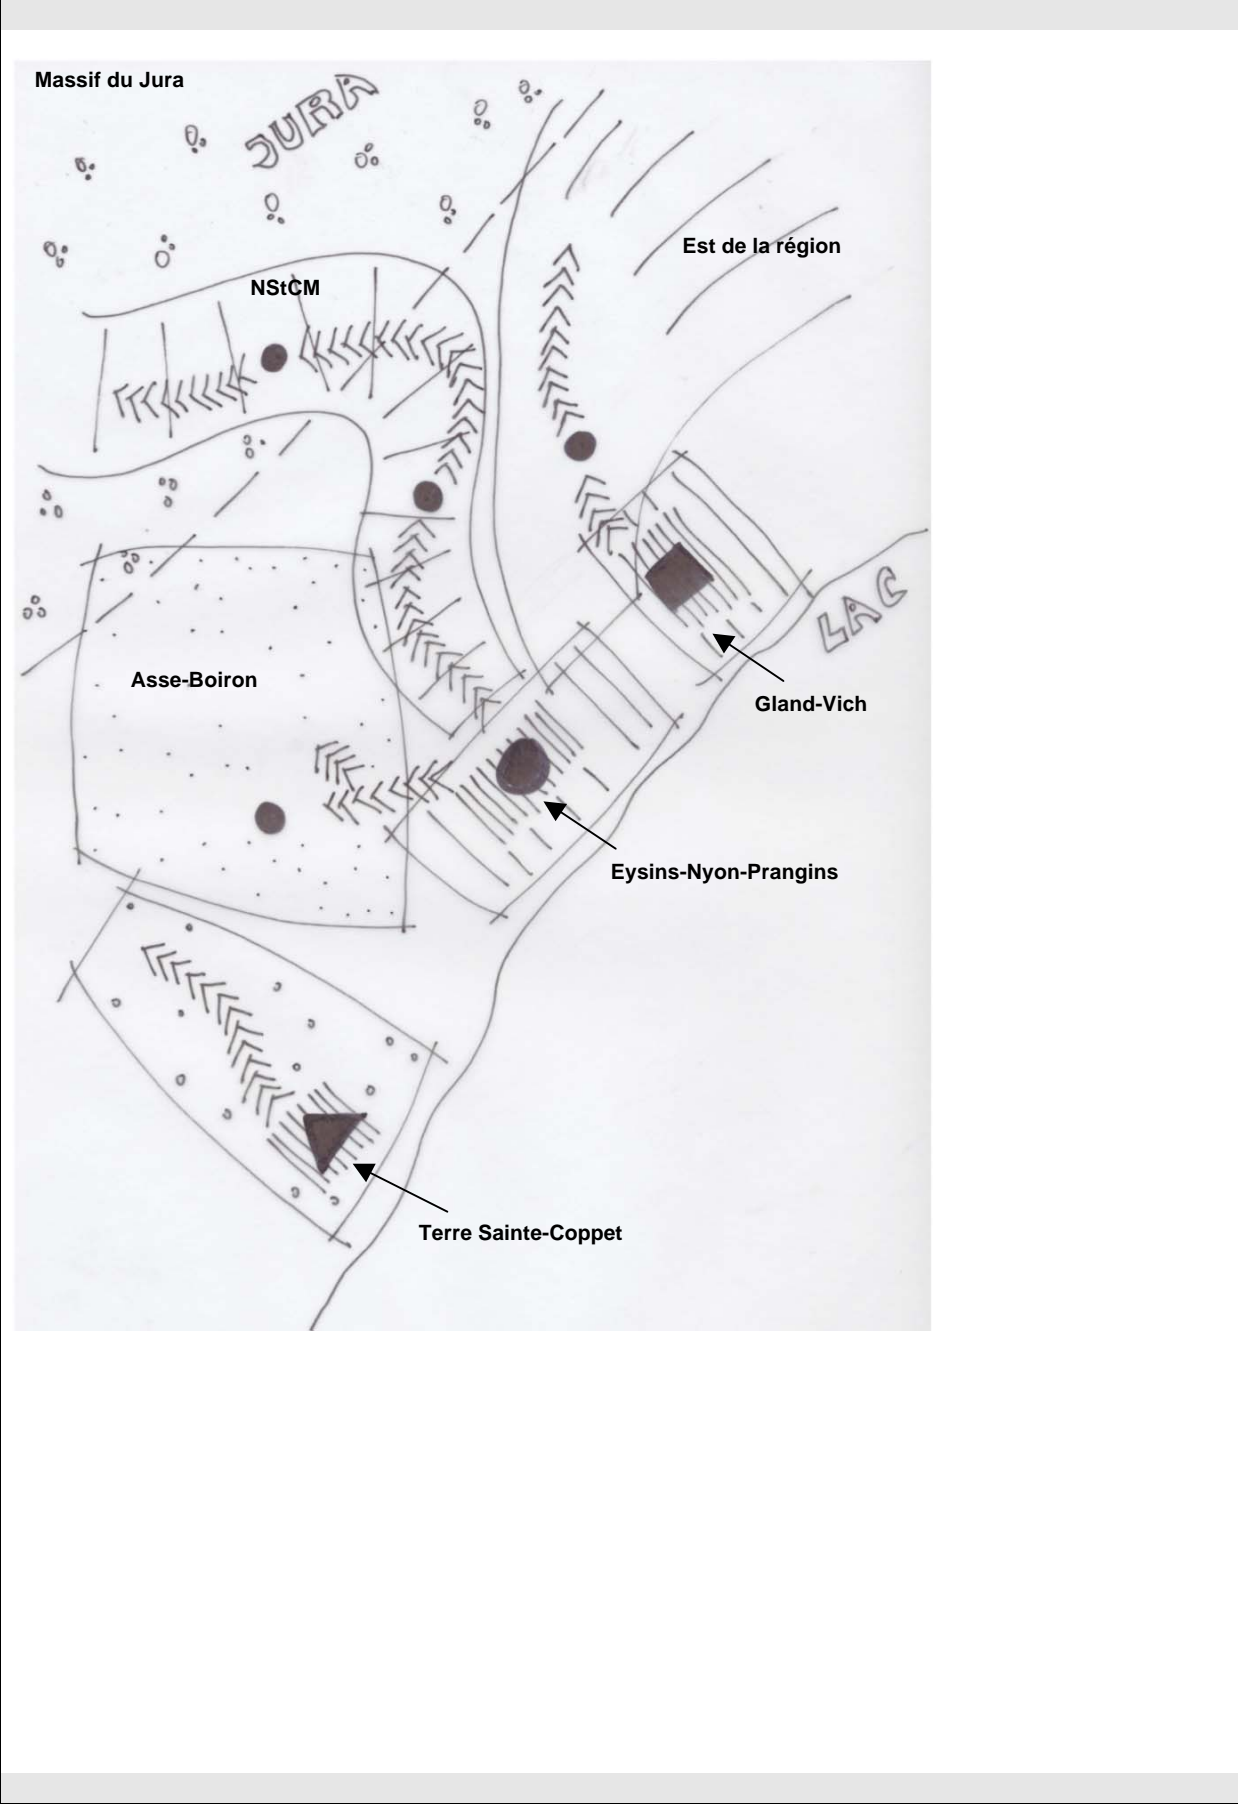 Massif du Jura
JURA
Est de la région
NStCM
LAC
Asse-Boiron
Gland-Vich
Eysins-Nyon-Prangins
Terre Sainte-Coppet